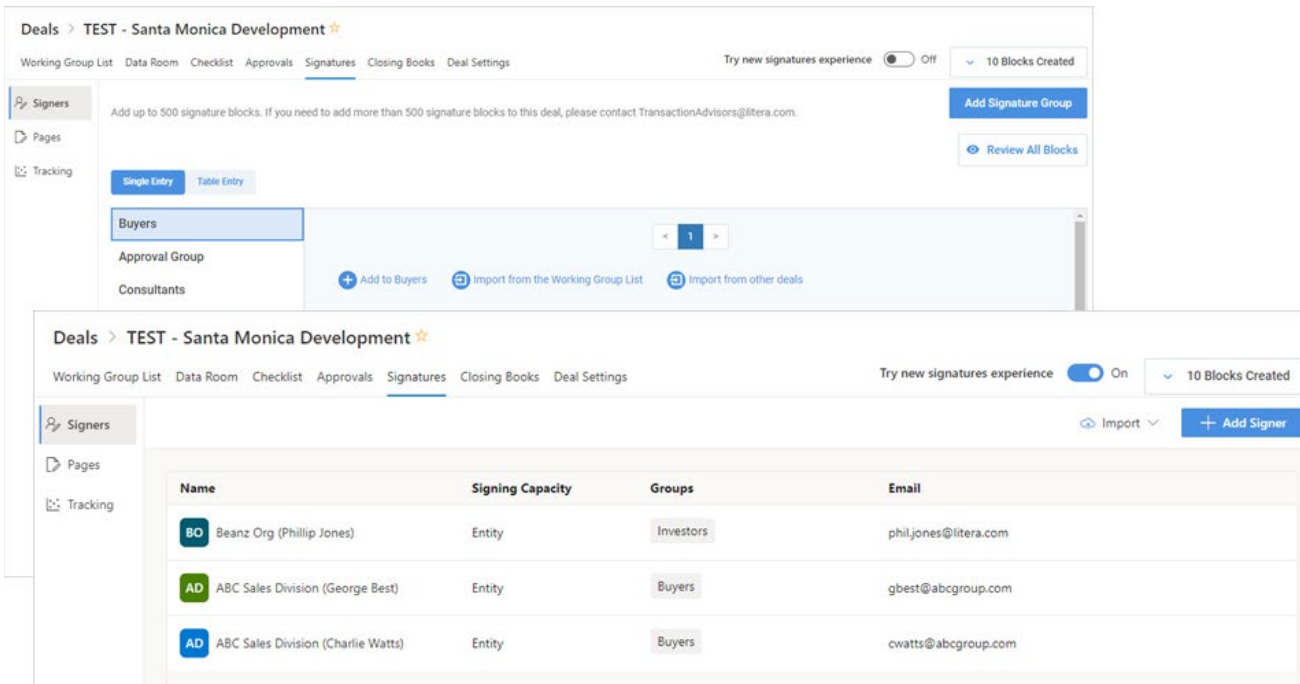 Deals > TEST - Santa Monica Development
Working Group List Data Room Checklist Approvals Signatures Closing Books Deal Settings
Try new signatures experience Off 10 Blocks Created
Signers
Pages
Tracking
Add up to 500 signature blocks. If you need to add more than 500 signature blocks to this deal, please contact TransactionAdvisors@litera.com.
Add Signature Group
Review All Blocks
Single Entry Table Entry
Buyers
Approval Group
Consultants
< 1 >
Add to Buyers Import from the Working Group List Import from other deals
Deals > TEST - Santa Monica Development
Working Group List Data Room Checklist Approvals Signatures Closing Books Deal Settings
Try new signatures experience On 10 Blocks Created
Signers
Pages
Tracking
Import + Add Signer
Name Signing Capacity Groups Email
BO Beanz Org (Phillip Jones) Entity Investors phil.jones@litera.com
AD ABC Sales Division (George Best) Entity Buyers gbest@abcgroup.com
AD ABC Sales Division (Charlie Watts) Entity Buyers cwatts@abcgroup.com